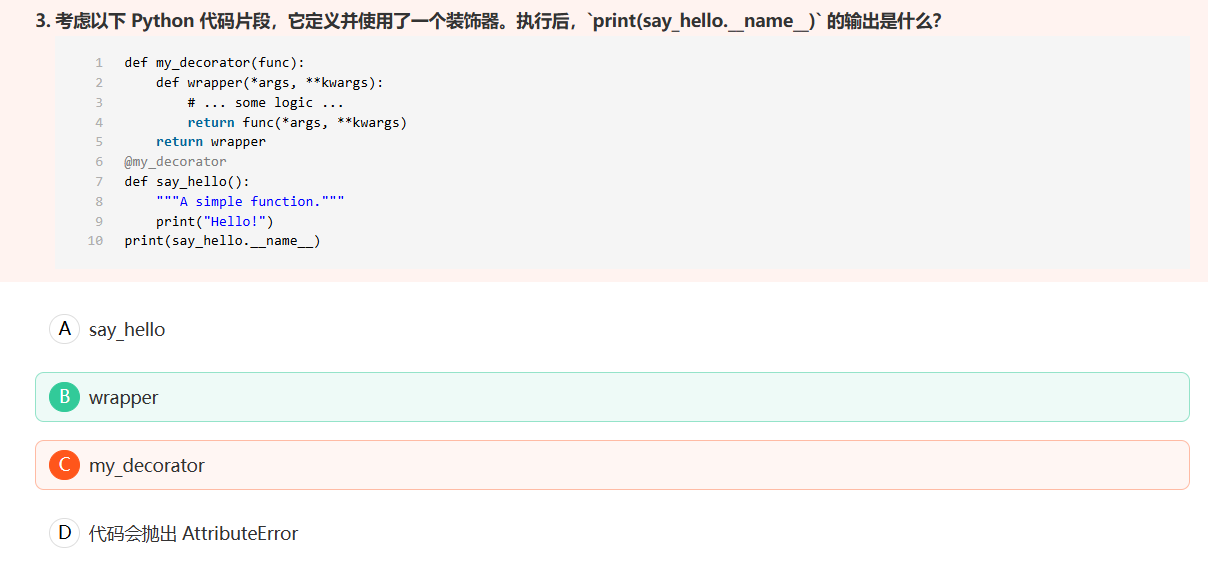 3. 考虑以下 Python 代码片段，它定义并使用了一个装饰器。执行后，`print(say_hello.__name__)` 的输出是什么？
1 def my_decorator(func):
2     def wrapper(*args, **kwargs):
3         # ... some logic ...
4         return func(*args, **kwargs)
5     return wrapper
6 @my_decorator
7 def say_hello():
8     """A simple function."""
9     print("Hello!")
10 print(say_hello.__name__)
A say_hello
B wrapper
C my_decorator
D 代码会抛出 AttributeError